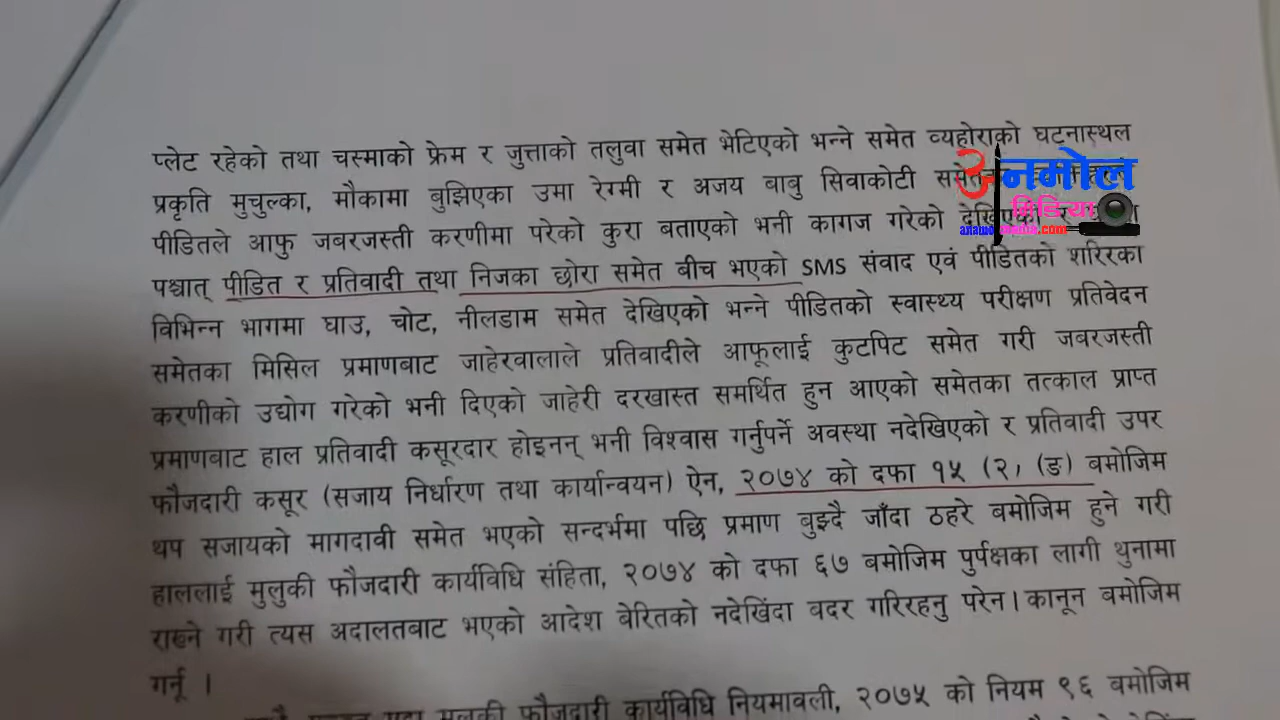 प्लेट रहेको तथा चस्माको फ्रेम र जुत्ताको तलुवा समेत भेटिएको भन्ने समेत व्यहोराको घटनास्थल
प्रकृति मुचुल्का, मौकामा बुझिएका उमा रेग्मी र अजय बाबु सिवाकोटी
पीडितले आफु जबरजस्ती करणीमा परेको कुरा बताएको भनी कागज गरेको देखिएको र
पश्चात् पीडित र प्रतिवादी तथा निजका छोरा समेत बीच भएको SMS संवाद एवं पीडितको शरिरका
विभिन्न भागमा घाउ, चोट, नीलडाम समेत देखिएको भन्ने पीडितको स्वास्थ्य परीक्षण प्रतिवेदन
समेतका मिसिल प्रमाणबाट जाहेरवालाले प्रतिवादीले आफूलाई कुटपिट समेत गरी जबरजस्ती
करणीको उद्योग गरेको भनी दिएको जाहेरी दरखास्त समर्थित हुन आएको समेतका तत्काल प्राप्त
प्रमाणबाट हाल प्रतिवादी कसूरदार होइनन् भनी विश्वास गर्नुपर्ने अवस्था नदेखिएको र प्रतिवादी उपर
फौजदारी कसूर (सजाय निर्धारण तथा कार्यान्वयन) ऐन, २०७४ को दफा १५ (२, (ङ) बमोजिम
थप सजायको मागदावी समेत भएको सन्दर्भमा पछि प्रमाण बुझ्दै जाँदा ठहरे बमोजिम हुने गरी
हाललाई मुलुकी फौजदारी कार्यविधि संहिता, २०७४ को दफा ६७ बमोजिम पुर्पक्षका लागी थुनामा
राख्ने गरी त्यस अदालतबाट भएको आदेश बेरितको नदेखिंदा बदर गरिरहनु परेन। कानून बमोजिम
गर्नू ।
मुलुकी फौजदारी कार्यविधि नियमावली, २०७५ को नियम ९६ बमोजिम
अनमोल
मिडिया